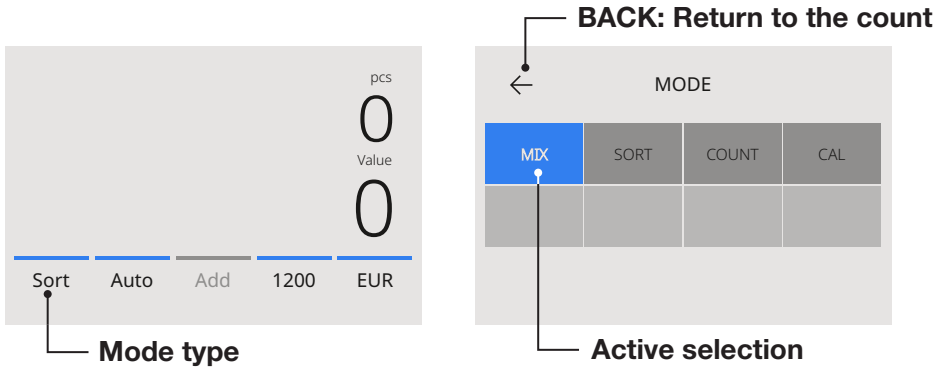 BACK: Return to the count
pcs
0
Value
0
Sort Auto Add 1200 EUR
Mode type
MODE
MIX SORT COUNT CAL
Active selection